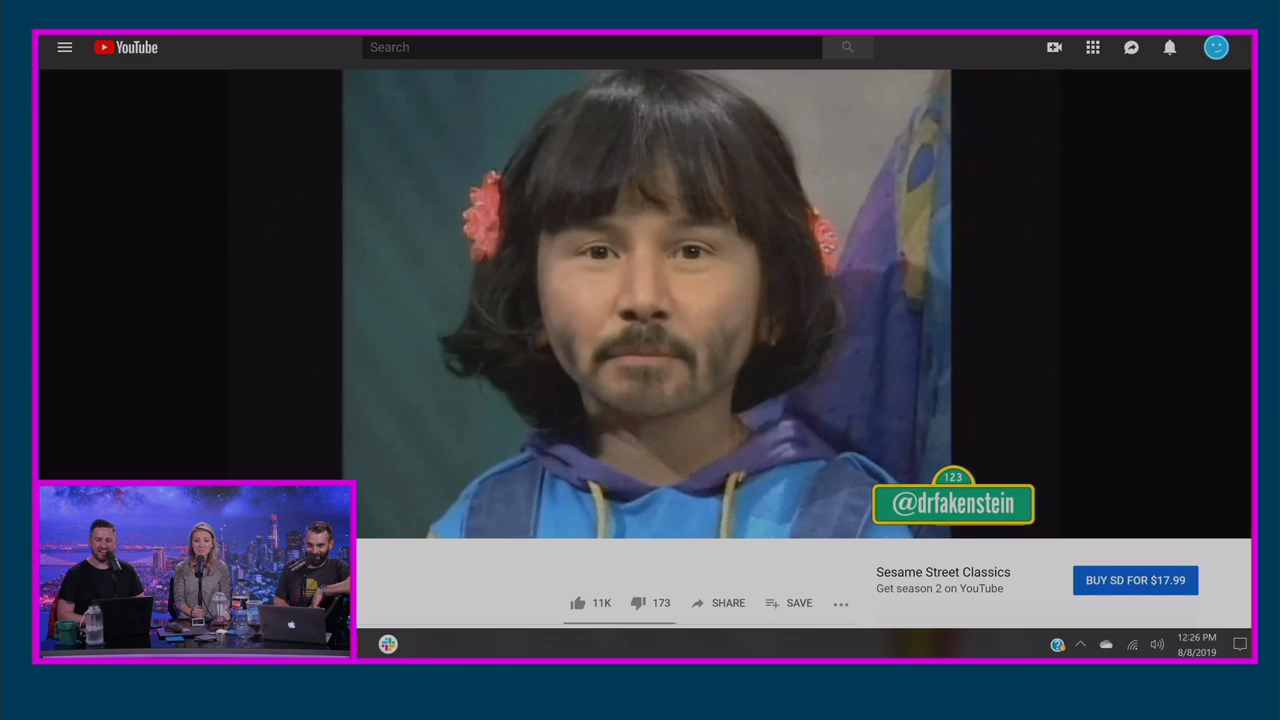 YouTube
Search
123
@drfakenstein
Sesame Street Classics
Get season 2 on YouTube
BUY SD FOR $17.99
11K
173
SHARE
SAVE
12:26 PM
8/8/2019